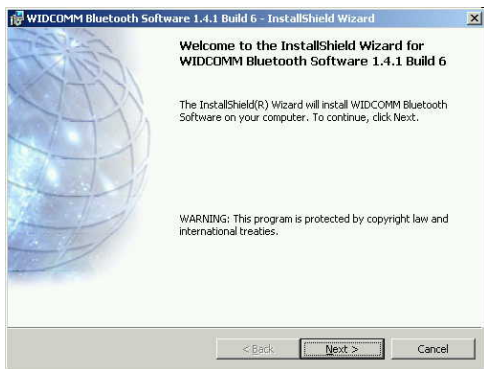 WIDCOMM Bluetooth Software 1.4.1 Build 6 - InstallShield Wizard
Welcome to the InstallShield Wizard for
WIDCOMM Bluetooth Software 1.4.1 Build 6
The InstallShield(R) Wizard will install WIDCOMM Bluetooth
Software on your computer. To continue, click Next.
WARNING: This program is protected by copyright law and
international treaties.
< Back
Next >
Cancel